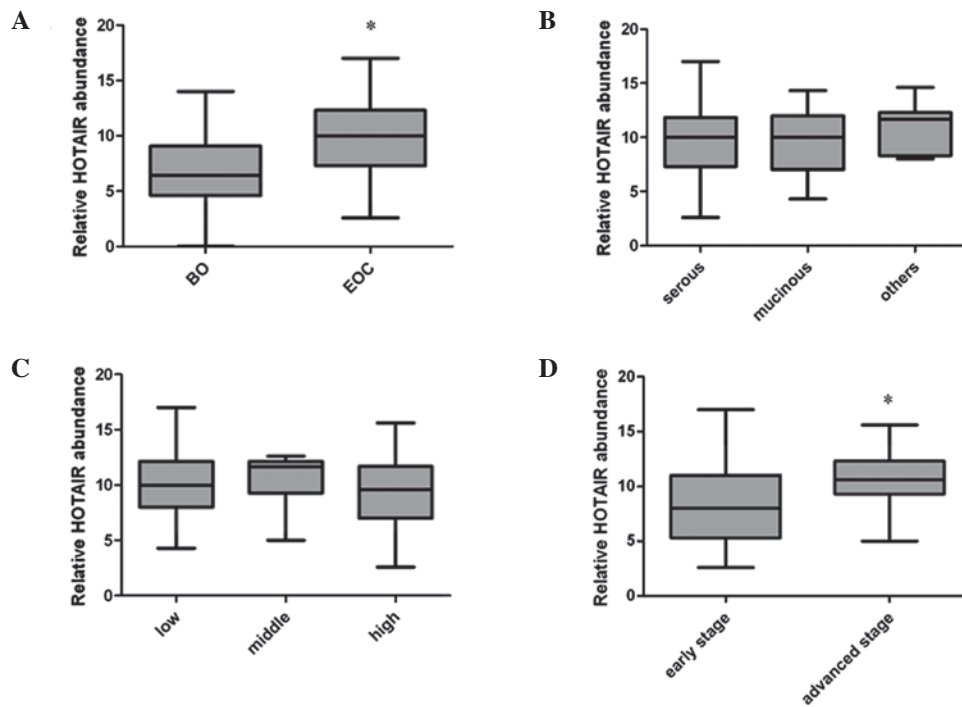 A
Relative HOTAIR abundance
20
15
10
5
0
*
BO
EOC
B
Relative HOTAIR abundance
20
15
10
5
0
serous
mucinous
others
C
Relative HOTAIR abundance
20
15
10
5
0
low
middle
high
D
Relative HOTAIR abundance
20
15
10
5
0
*
early stage
advanced stage